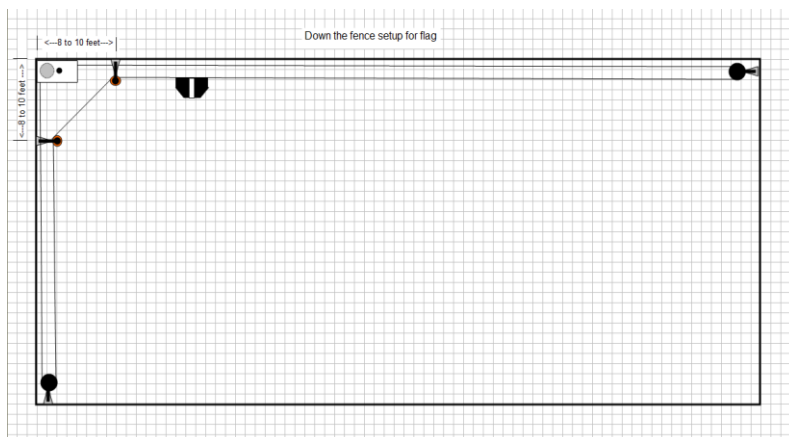 Down the fence setup for flag
<---8 to 10 feet--->
<---8 to 10 feet --->